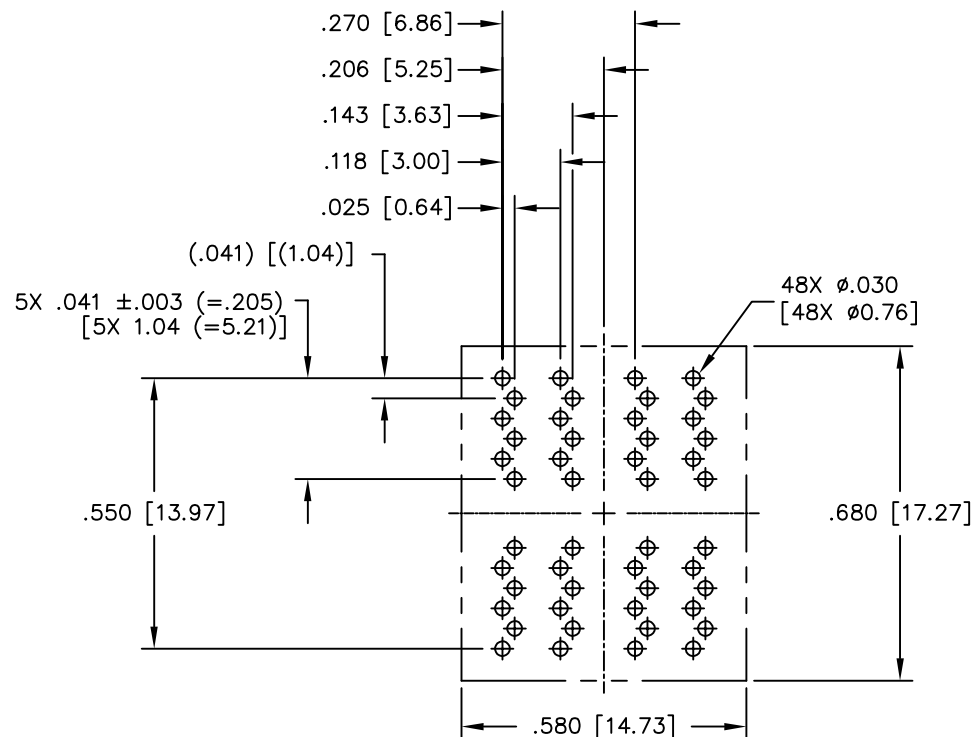 .270 [6.86]
.206 [5.25]
.143 [3.63]
.118 [3.00]
.025 [0.64]
(.041) [(1.04)]
5X .041 ±.003 (=.205)
[5X 1.04 (=5.21)]
48X ø.030
[48X ø0.76]
.550 [13.97]
.680 [17.27]
.580 [14.73]